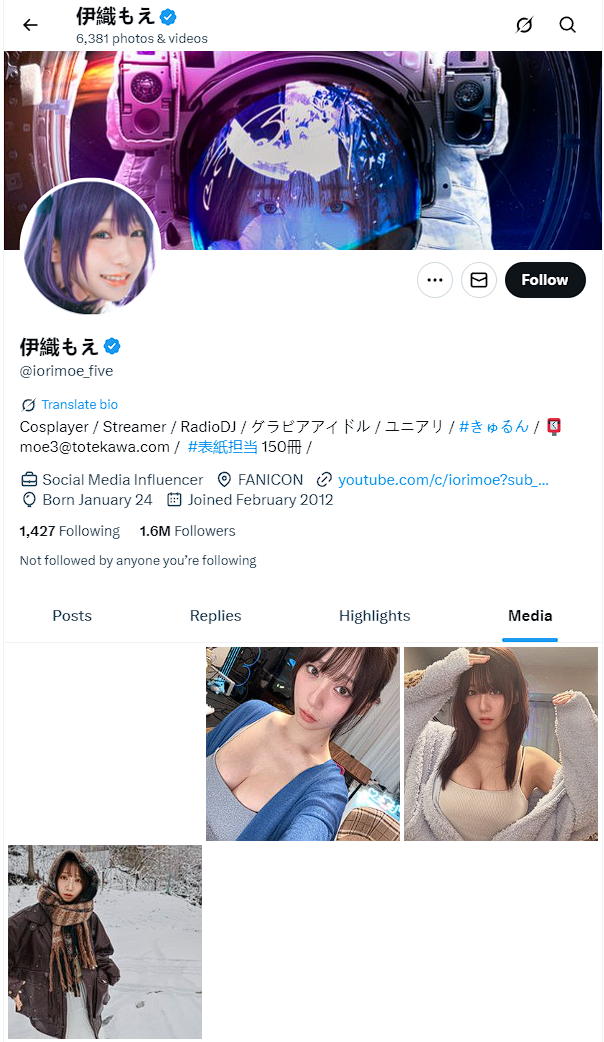 伊織もえ
6,381 photos & videos
Follow
伊織もえ
@iorimoe_five
Translate bio
Cosplayer / Streamer / RadioDJ / グラビアアイドル / ユニアリ / #きゅるん /
moe3@totekawa.com / #表紙担当 150冊 /
Social Media Influencer FANICON youtube.com/c/iorimoe?sub_...
Born January 24 Joined February 2012
1,427 Following 1.6M Followers
Not followed by anyone you're following
Posts Replies Highlights Media